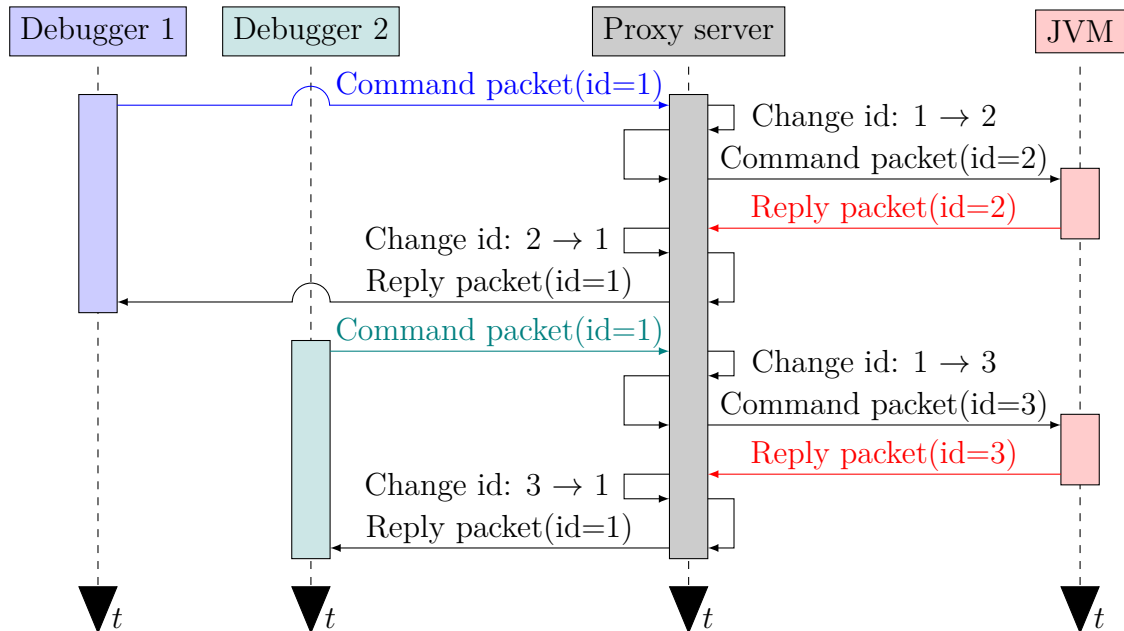 Debugger 1
Debugger 2
Proxy server
JVM
Command packet(id=1)
Change id: 1 → 2
Command packet(id=2)
Reply packet(id=2)
Change id: 2 → 1
Reply packet(id=1)
Command packet(id=1)
Change id: 1 → 3
Command packet(id=3)
Reply packet(id=3)
Change id: 3 → 1
Reply packet(id=1)
t
t
t
t